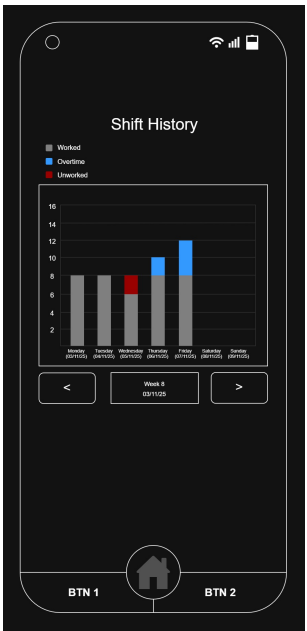 Shift History
Worked
Overtime
Unworked
16
14
12
10
8
6
4
2
Monday Tuesday Wednesday Thursday Friday Saturday Sunday
(03/11/25) (04/11/25) (05/11/25) (06/11/25) (07/11/25) (08/11/25) (09/11/25)
< Week 8 >
03/11/25
BTN 1 BTN 2